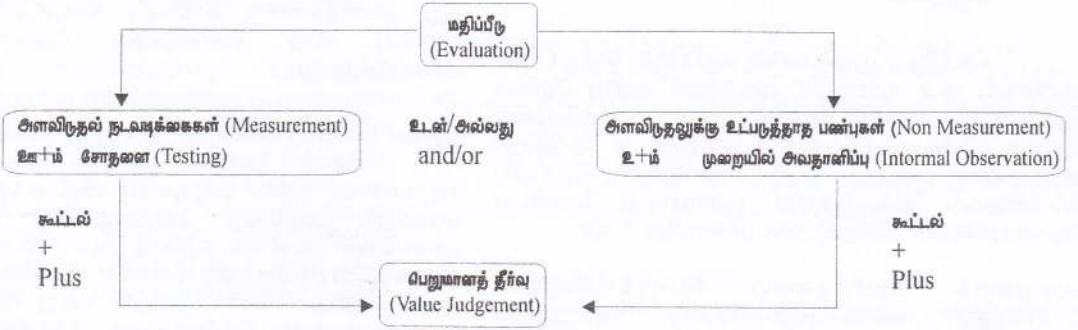 மதிப்பீடு
(Evaluation)
அளவிடுதல் நடவடிக்கைகள் (Measurement)
ஊ+ம் சோதனை (Testing)
உடன்/அல்லது
and/or
அளவிடுதலுக்கு உட்படுத்தாத பண்புகள் (Non Measurement)
உ+ம் முறையில் அவதானிப்பு (Intormal Observation)
கூட்டல்
+
Plus
கூட்டல்
+
Plus
பெறுமானத் தீர்வு
(Value Judgement)